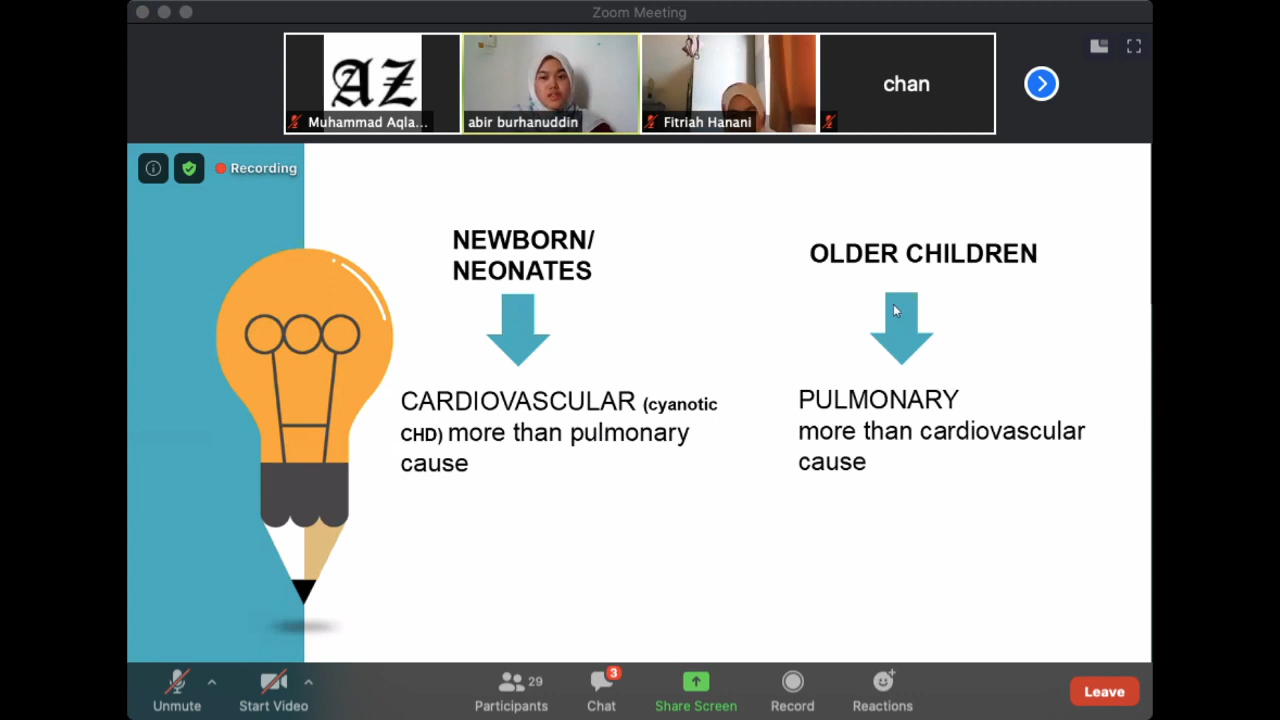 Zoom Meeting
AZ
Muhammad Aqla...
abir burhanuddin
Fitriah Hanani
chan
Recording
NEWBORN/
NEONATES
CARDIOVASCULAR (cyanotic
CHD) more than pulmonary
cause
OLDER CHILDREN
PULMONARY
more than cardiovascular
cause
Unmute
Start Video
29
Participants
3
Chat
Share Screen
Record
Reactions
Leave